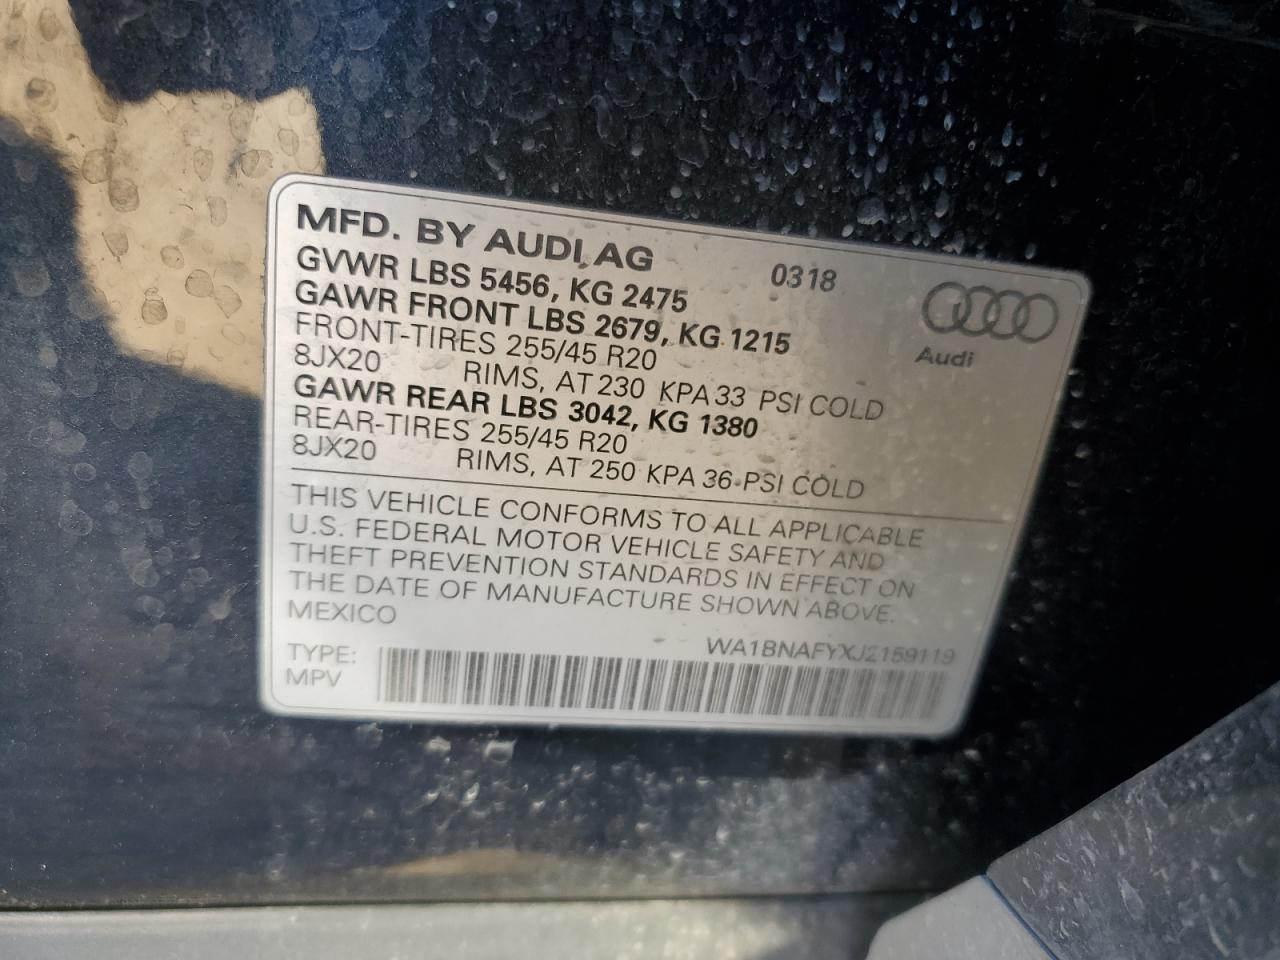 MFD. BY AUDI AG
0318
GVWR LBS 5456, KG 2475
GAWR FRONT LBS 2679, KG 1215
FRONT-TIRES 255/45 R20
8JX20 RIMS, AT 230 KPA 33 PSI COLD
GAWR REAR LBS 3042, KG 1380
REAR-TIRES 255/45 R20
8JX20 RIMS, AT 250 KPA 36 PSI COLD
Audi
THIS VEHICLE CONFORMS TO ALL APPLICABLE
U.S. FEDERAL MOTOR VEHICLE SAFETY AND
THEFT PREVENTION STANDARDS IN EFFECT ON
THE DATE OF MANUFACTURE SHOWN ABOVE.
MEXICO
WA1BNAFYXJ2159119
TYPE:
MPV